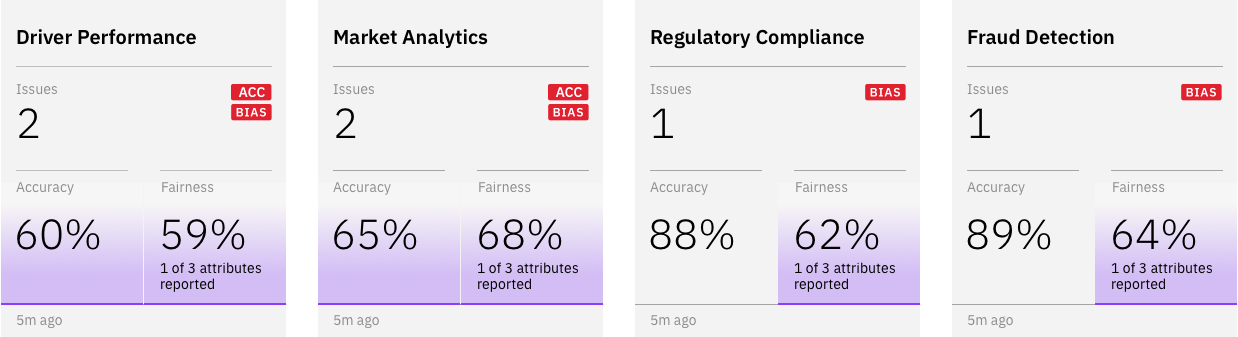 Driver Performance
Issues
2
ACC
BIAS
Accuracy
60%
Fairness
59%
1 of 3 attributes
reported
5m ago
Market Analytics
Issues
2
ACC
BIAS
Accuracy
65%
Fairness
68%
1 of 3 attributes
reported
5m ago
Regulatory Compliance
Issues
1
BIAS
Accuracy
88%
Fairness
62%
1 of 3 attributes
reported
5m ago
Fraud Detection
Issues
1
BIAS
Accuracy
89%
Fairness
64%
1 of 3 attributes
reported
5m ago